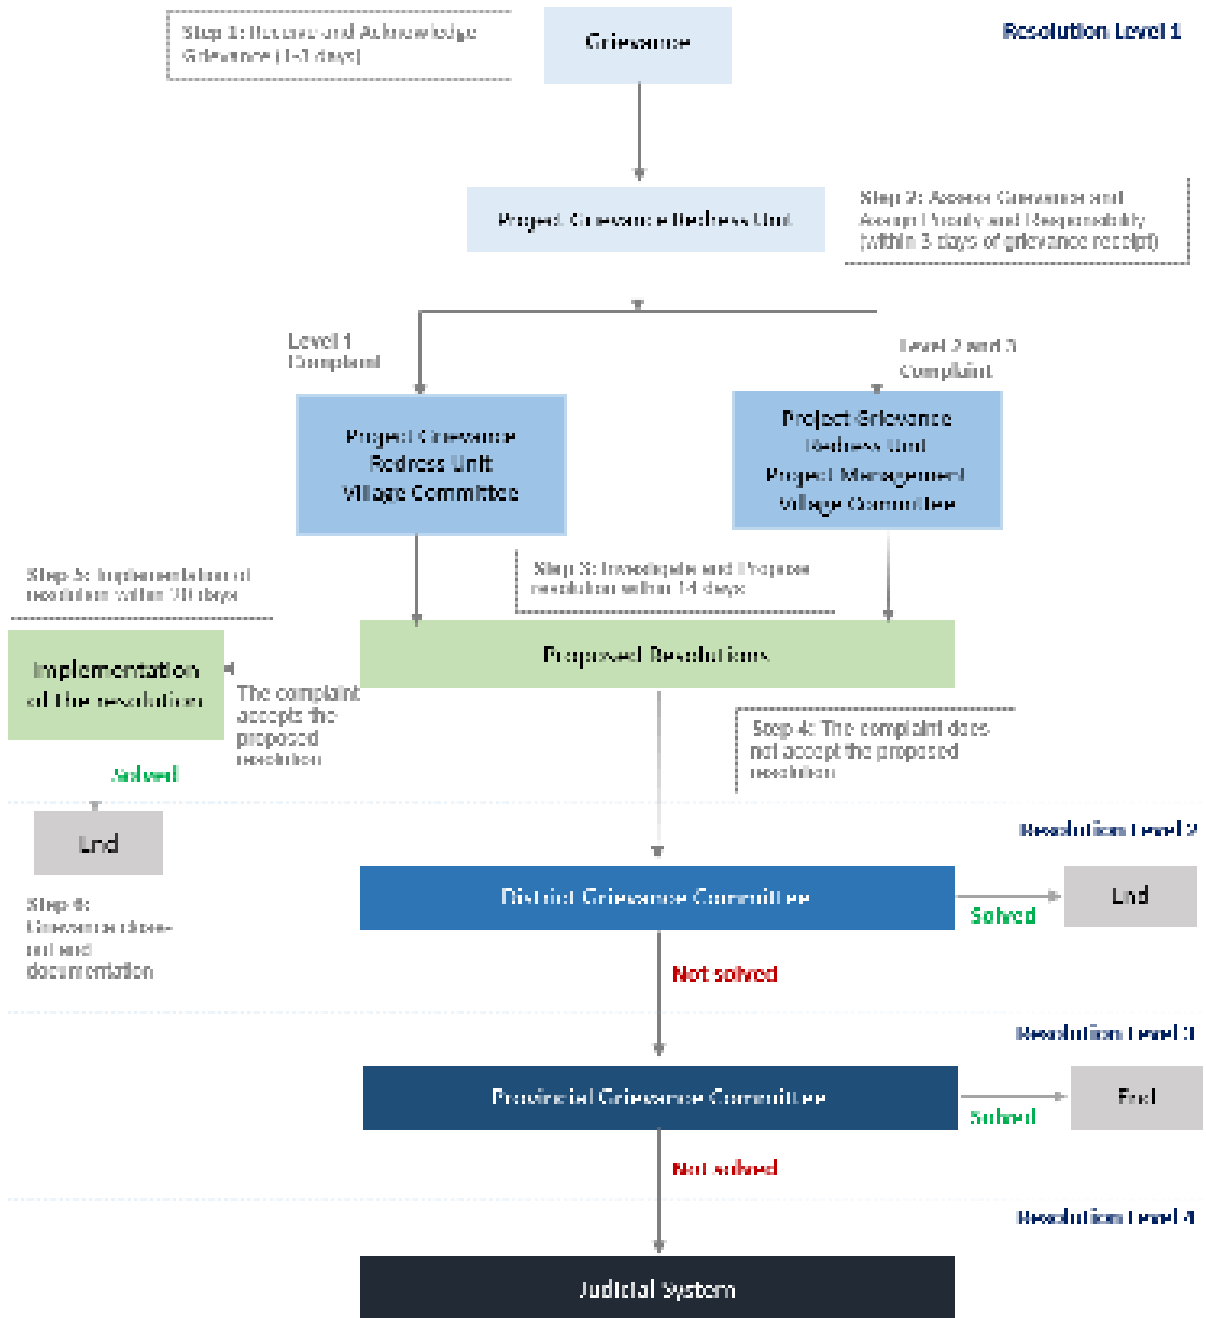 Step 1: Receive and Acknowledge
Grievance (1-3 days)
Grievance
Resolution Level 1
Project Grievance Redress Unit
Step 2: Assess Grievance and
Assign Priority and Responsibility
(within 3 days of grievance receipt)
Level 1
Complaint
Level 2 and 3
Complaint
Project Grievance
Redress Unit
Village Committee
Project Grievance
Redress Unit
Project Management
Village Committee
Step 5: Implementation of
resolution within days
Step 3: Investigate and Propose
resolution within 14 days
Implementation
of the resolution
Proposed Resolutions
The complaint
accepts the
proposed
resolution
Step 4: The complaint does
not accept the proposed
resolution
Solved
End
Resolution Level 2
Step 6:
Grievance close-
out and
documentation
District Grievance Committee
Solved
End
Not solved
Resolution Level 3
Provincial Grievance Committee
Solved
End
Not solved
Resolution Level 4
Judicial System